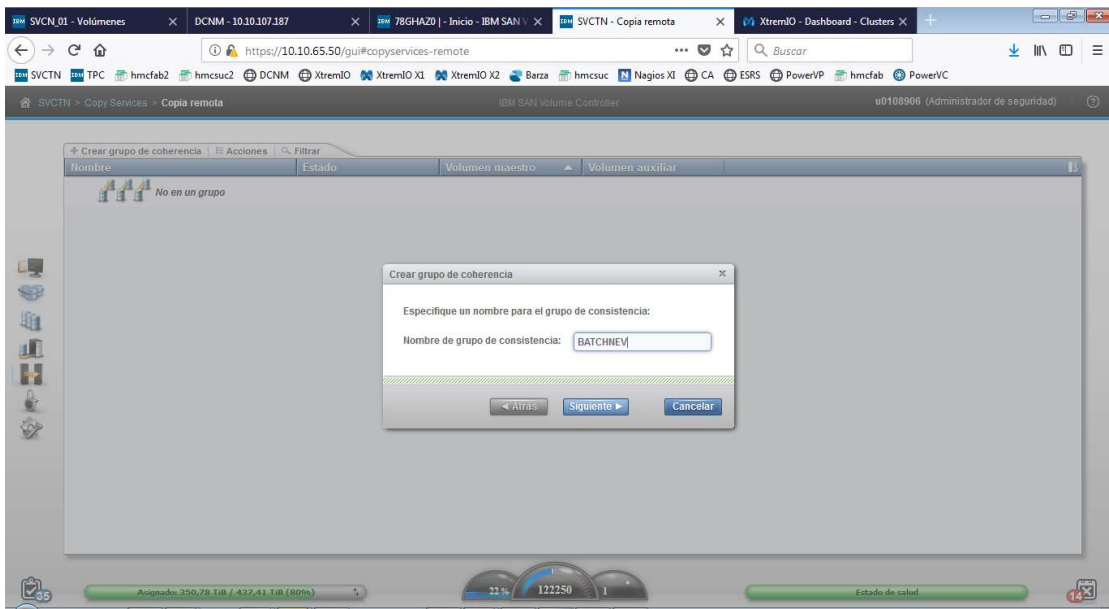 SVCN_01 - Volúmenes
DCNM - 10.10.107.187
78GHAZ0 | - Inicio - IBM SAN V
SVCTN - Copia remota
XtremIO - Dashboard - Clusters
https://10.10.65.50/gui#copyservices-remote
Buscar
SVCTN TPC hmcfab2 hmcsuc2 DCNM XtremIO XtremIO X1 XtremIO X2 Barza hmcsuc Nagios XI CA ESRS PowerVP hmcfab PowerVC
SVCTN > Copy Services > Copia remota
IBM SAN Volume Controller
u0108906 (Administrador de seguridad)
Crear grupo de coherencia Acciones Filtrar
Nombre Estado Volumen maestro Volumen auxiliar
No en un grupo
Crear grupo de coherencia
Especifique un nombre para el grupo de consistencia:
Nombre de grupo de consistencia: BATCHNEV
Atrás Siguiente Cancelar
35
Asignado: 350,78 TiB / 437,41 TiB (80%)
22 % 122250 1
Estado de salud
14